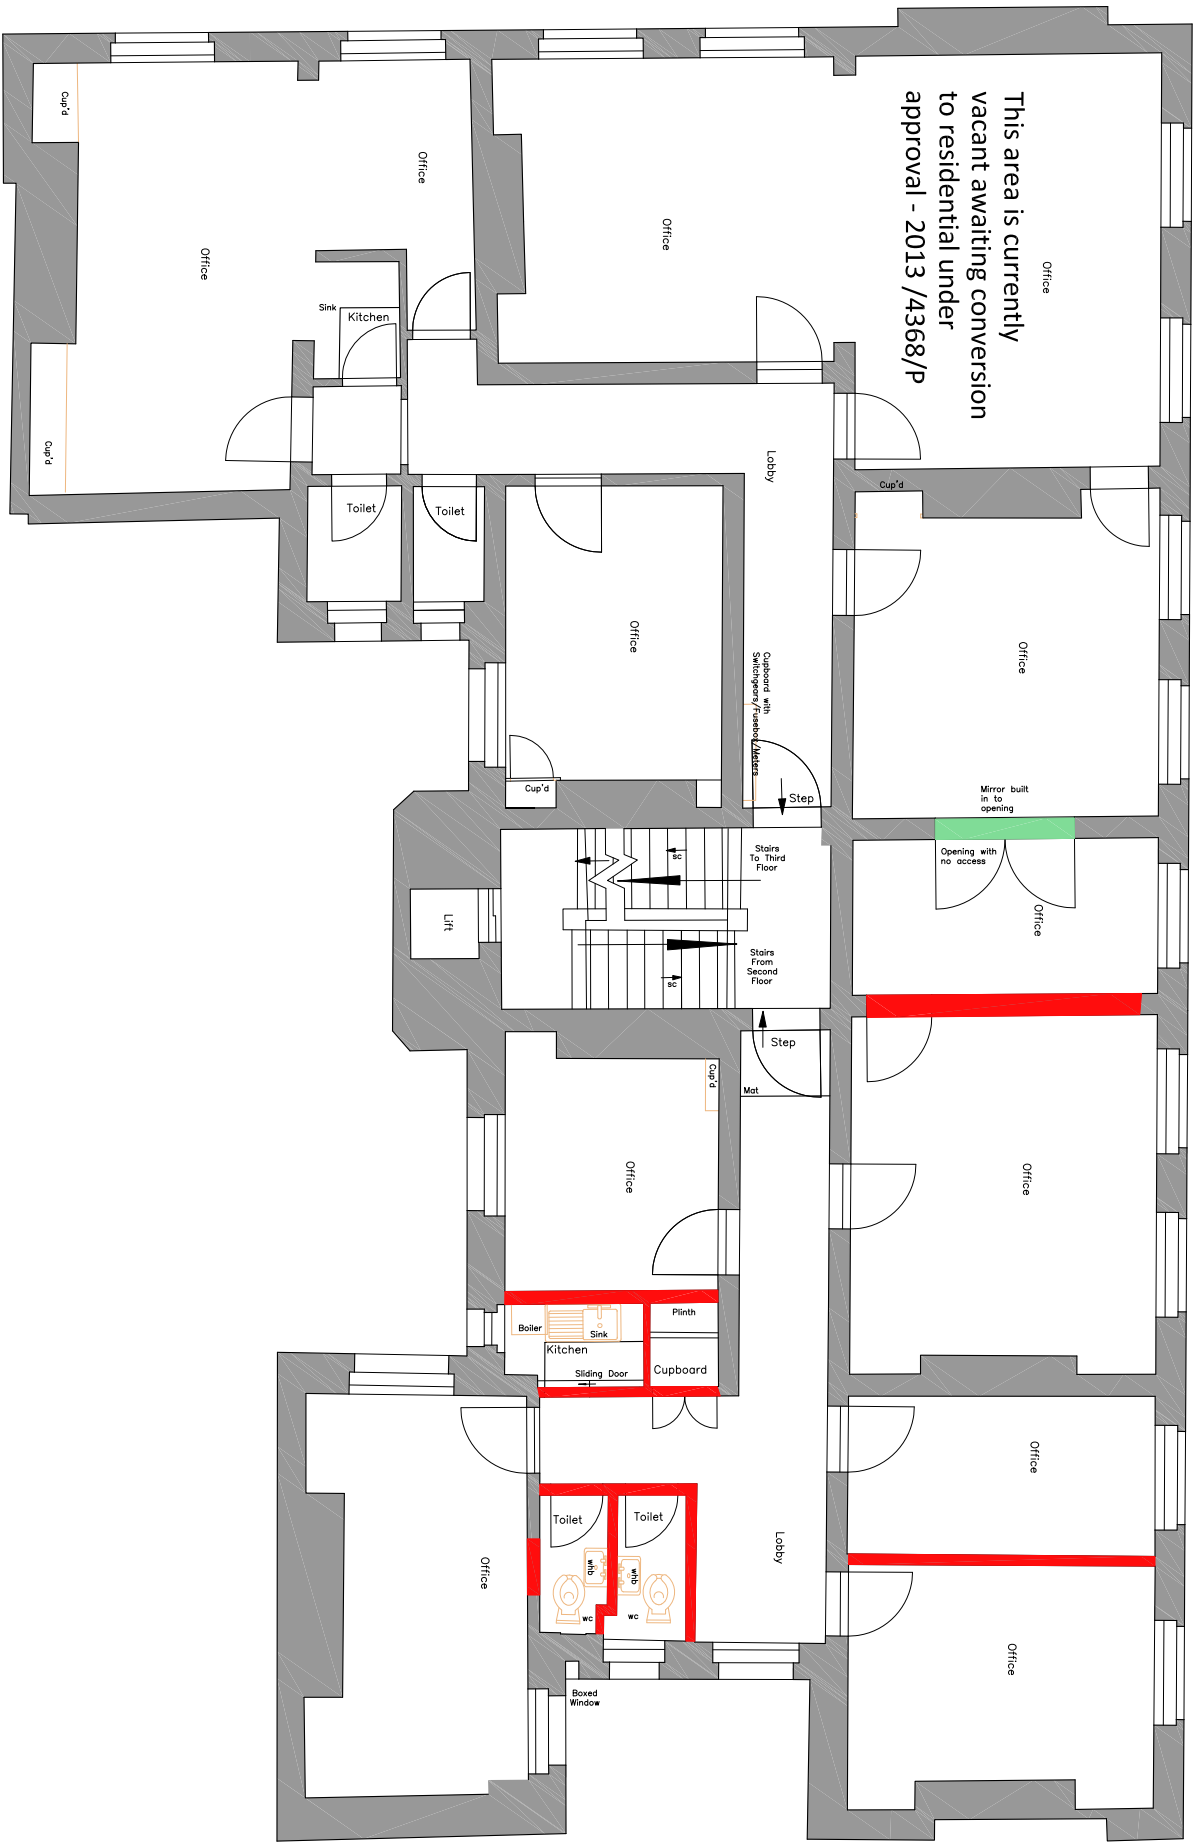 This area is currently
vacant awaiting conversion
to residential under
approval - 2013 /4368/P
Cup'd
Office
Office
Office
Office
Sink
Kitchen
Cup'd
Lobby
Cup'd
Toilet
Toilet
Office
Office
Cupboard with
Switchgears/Fusebox/Meters
Cup'd
Step
Mirror built
in to
opening
Opening with
no access
sc
Stairs
To Third
Floor
Office
Lift
Stairs
From
Second
Floor
sc
Step
Mat
Cup'd
Office
Office
Boiler
Sink
Plinth
Kitchen
Sliding Door
Cupboard
Office
Toilet
Toilet
Lobby
Office
whb
whb
wc
wc
Office
Boxed
Window